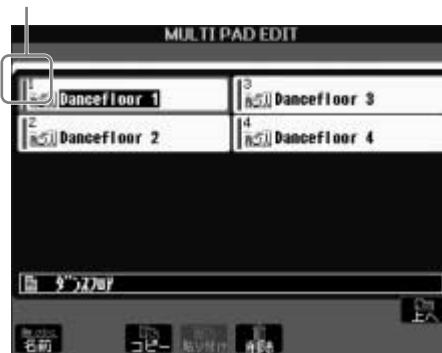 MULTI PAD EDIT
1 Dancefloor 1
3 Dancefloor 3
2 Dancefloor 2
4 Dancefloor 4
ﾀﾞﾝｽﾌﾛｱ
上へ
名前 コピー 貼り付け 削除